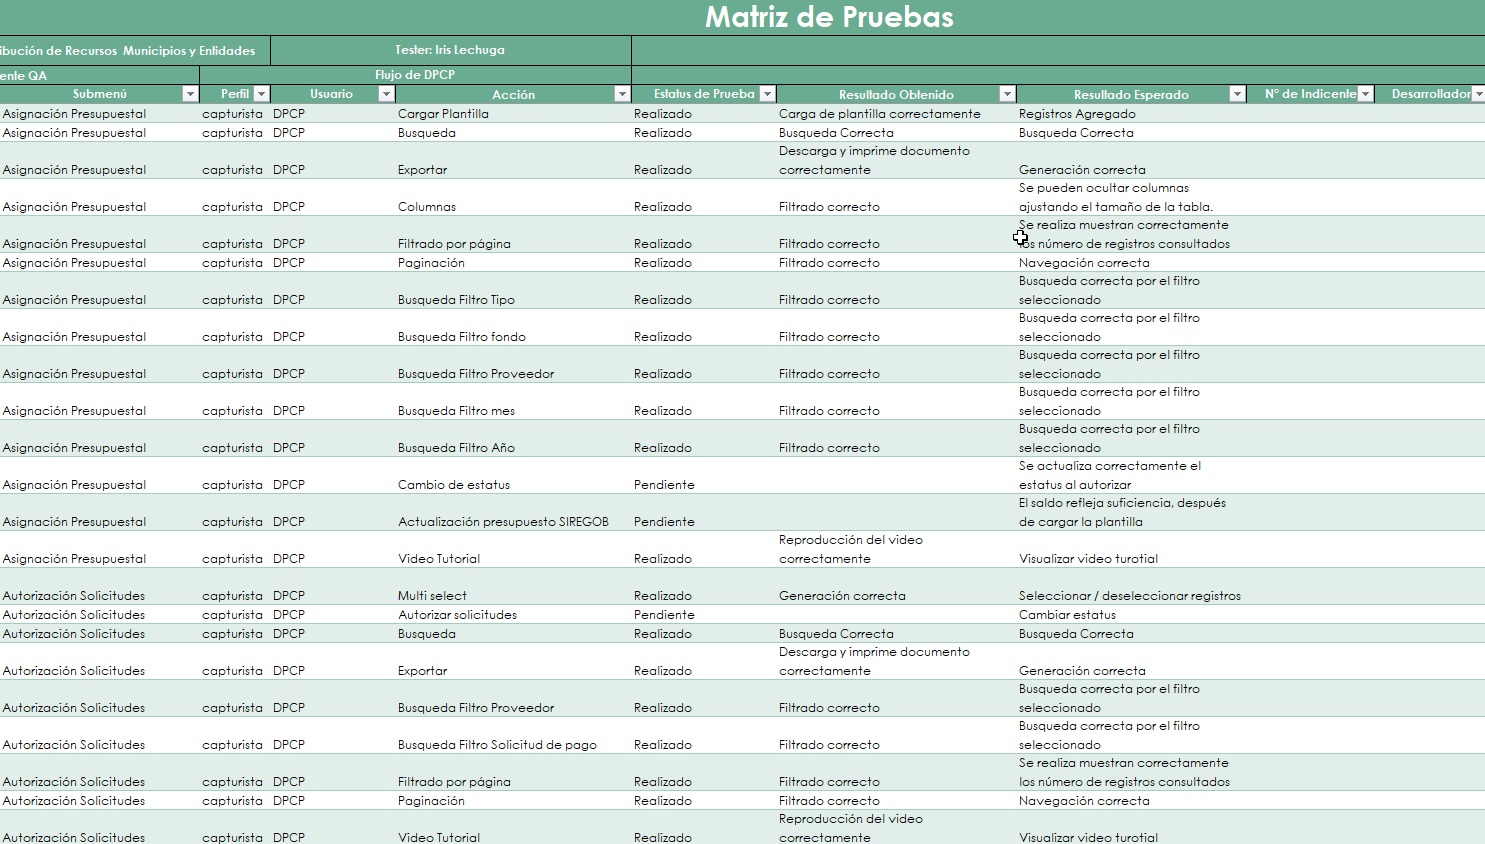 Matriz de Pruebas
ibución de Recursos Municipios y Entidades Tester: Iris Lechuga
ente QA Flujo de DPCP
Submenú Perfil Usuario Acción Estatus de Prueba Resultado Obtenido Resultado Esperado N° de Indicente Desarrollador
Asignación Presupuestal capturista DPCP Cargar Plantilla Realizado Carga de plantilla correctamente Registros Agregado
Asignación Presupuestal capturista DPCP Busqueda Realizado Busqueda Correcta Busqueda Correcta
Descarga y imprime documento
Asignación Presupuestal capturista DPCP Exportar Realizado correctamente Generación correcta
Se pueden ocultar columnas
Asignación Presupuestal capturista DPCP Columnas Realizado Filtrado correcto ajustando el tamaño de la tabla.
Se realiza muestran correctamente
Asignación Presupuestal capturista DPCP Filtrado por página Realizado Filtrado correcto los número de registros consultados
Asignación Presupuestal capturista DPCP Paginación Realizado Filtrado correcto Navegación correcta
Busqueda correcta por el filtro
Asignación Presupuestal capturista DPCP Busqueda Filtro Tipo Realizado Filtrado correcto seleccionado
Busqueda correcta por el filtro
Asignación Presupuestal capturista DPCP Busqueda Filtro fondo Realizado Filtrado correcto seleccionado
Busqueda correcta por el filtro
Asignación Presupuestal capturista DPCP Busqueda Filtro Proveedor Realizado Filtrado correcto seleccionado
Busqueda correcta por el filtro
Asignación Presupuestal capturista DPCP Busqueda Filtro mes Realizado Filtrado correcto seleccionado
Busqueda correcta por el filtro
Asignación Presupuestal capturista DPCP Busqueda Filtro Año Realizado Filtrado correcto seleccionado
Se actualiza correctamente el
Asignación Presupuestal capturista DPCP Cambio de estatus Pendiente estatus al autorizar
El saldo refleja suficiencia, después
Asignación Presupuestal capturista DPCP Actualización presupuesto SIREGOB Pendiente de cargar la plantilla
Reproducción del video
Asignación Presupuestal capturista DPCP Video Tutorial Realizado correctamente Visualizar video turotial
Autorización Solicitudes capturista DPCP Multi select Realizado Generación correcta Seleccionar / deseleccionar registros
Autorización Solicitudes capturista DPCP Autorizar solicitudes Pendiente Cambiar estatus
Autorización Solicitudes capturista DPCP Busqueda Realizado Busqueda Correcta Busqueda Correcta
Descarga y imprime documento
Autorización Solicitudes capturista DPCP Exportar Realizado correctamente Generación correcta
Busqueda correcta por el filtro
Autorización Solicitudes capturista DPCP Busqueda Filtro Proveedor Realizado Filtrado correcto seleccionado
Busqueda correcta por el filtro
Autorización Solicitudes capturista DPCP Busqueda Filtro Solicitud de pago Realizado Filtrado correcto seleccionado
Se realiza muestran correctamente
Autorización Solicitudes capturista DPCP Filtrado por página Realizado Filtrado correcto los número de registros consultados
Autorización Solicitudes capturista DPCP Paginación Realizado Filtrado correcto Navegación correcta
Reproducción del video
Autorización Solicitudes capturista DPCP Video Tutorial Realizado correctamente Visualizar video turotial